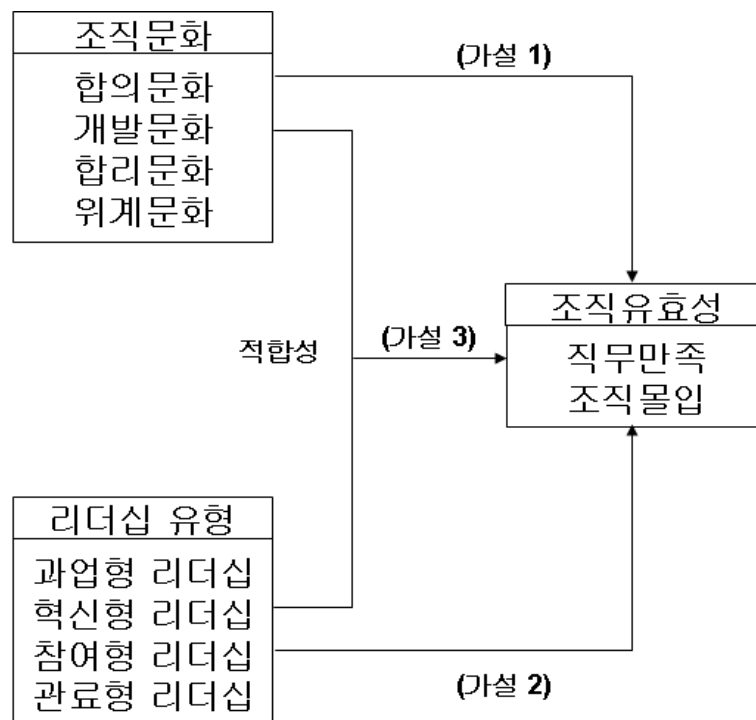 조직문화
합의문화
개발문화
합리문화
위계문화
(가설 1)
조직유효성
직무만족
조직몰입
적합성
(가설 3)
리더십 유형
과업형 리더십
혁신형 리더십
참여형 리더십
관료형 리더십
(가설 2)